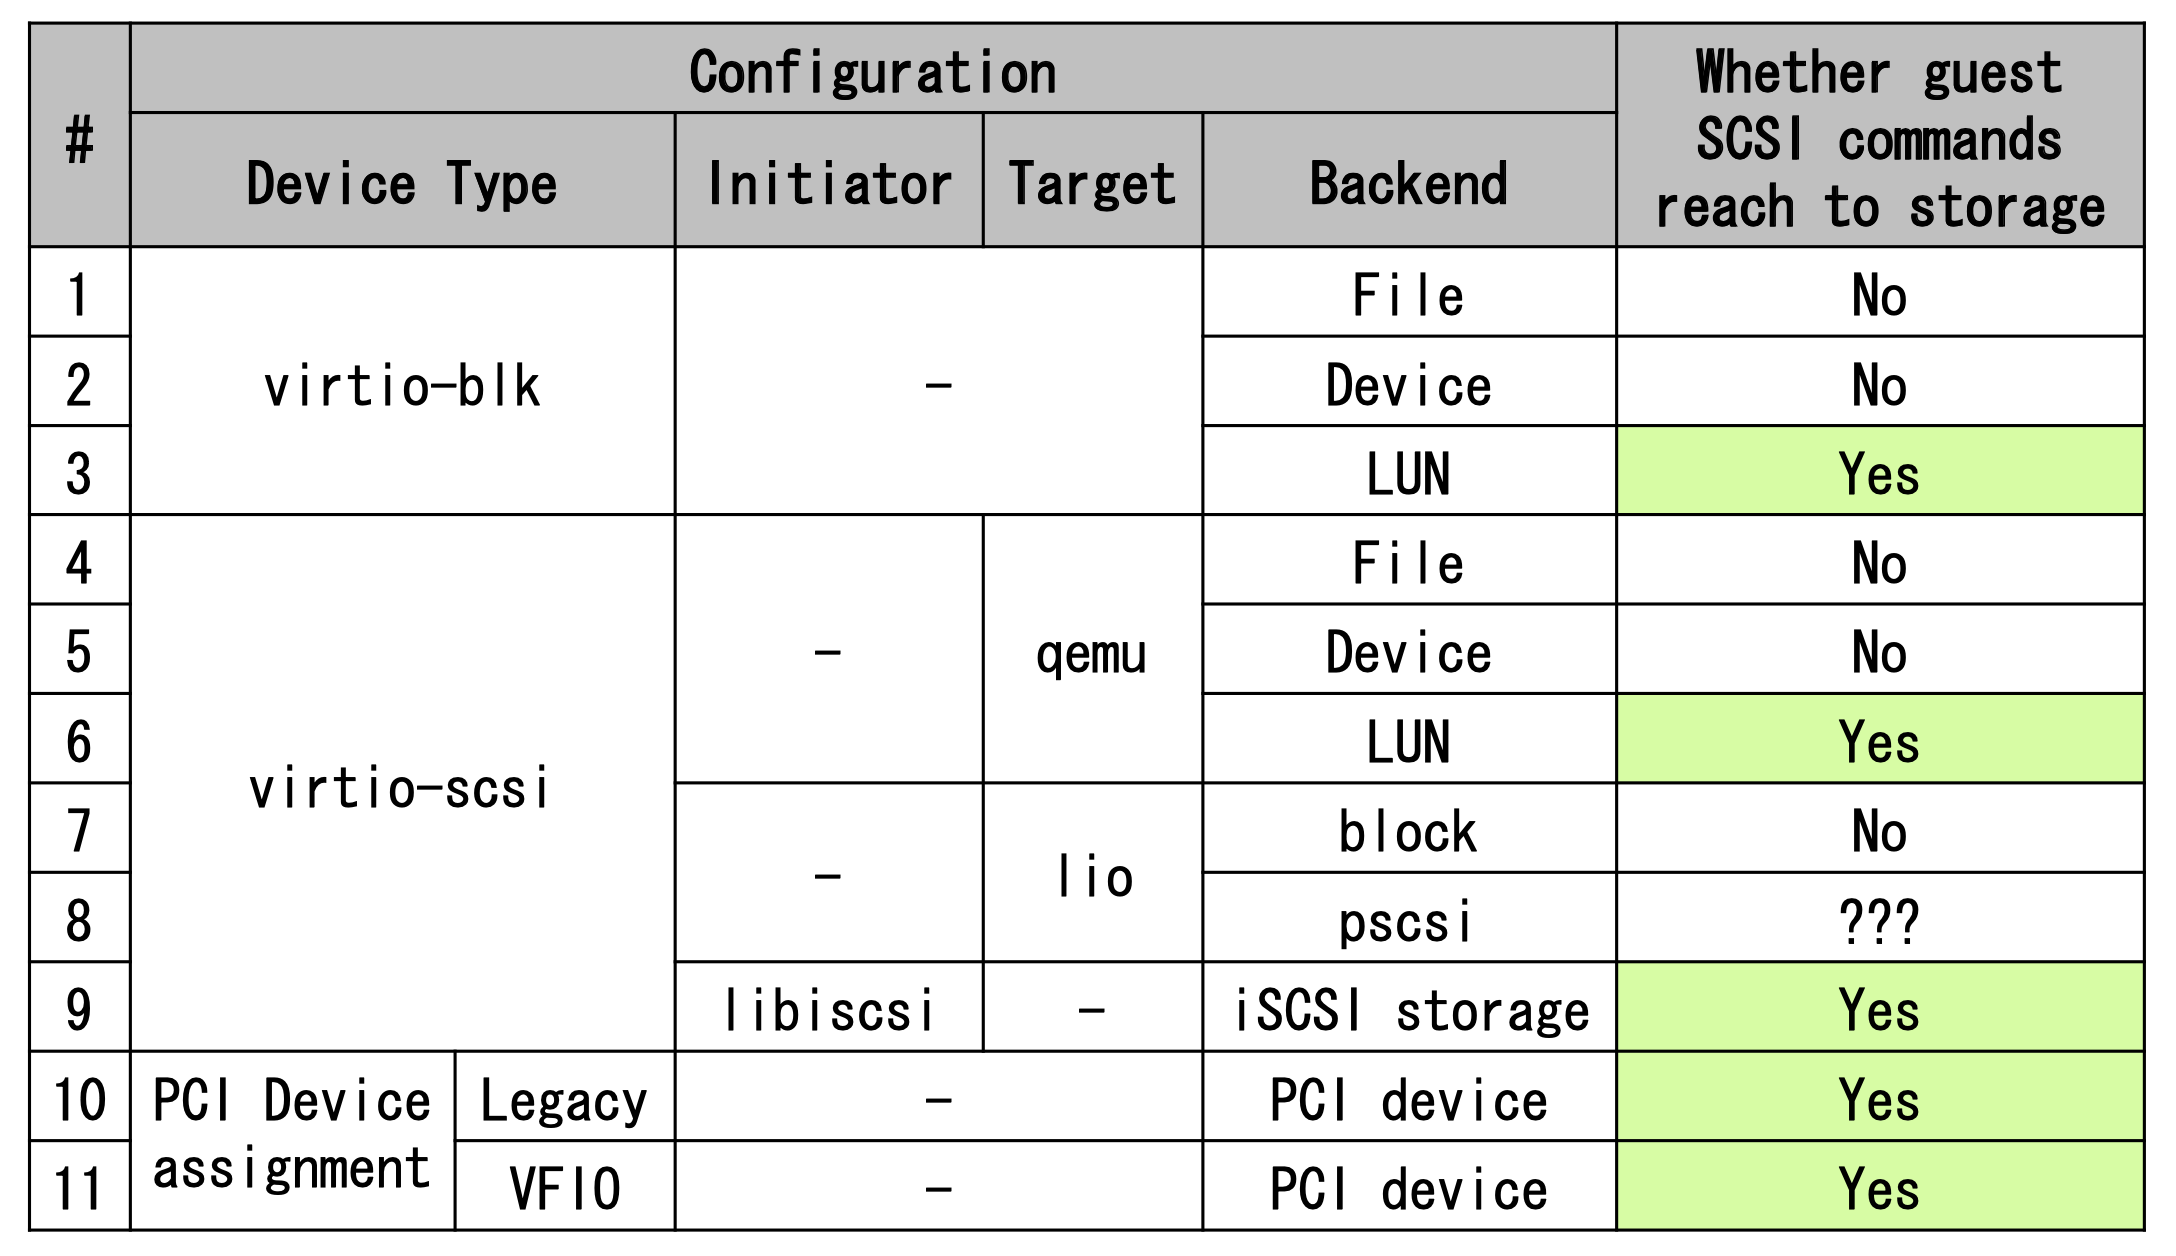 #
Configuration
Whether guest
SCSI commands
reach to storage
Device Type
Initiator
Target
Backend
1
virtio-blk
-
File
No
2
Device
No
3
LUN
Yes
4
virtio-scsi
-
qemu
File
No
5
Device
No
6
LUN
Yes
7
-
lio
block
No
8
pscsi
???
9
libiscsi
-
iSCSI storage
Yes
10
PCI Device
assignment
Legacy
-
PCI device
Yes
11
VFIO
-
PCI device
Yes